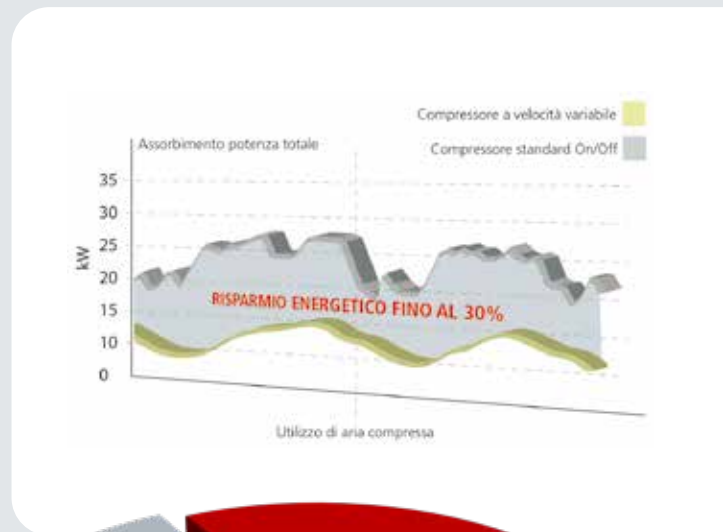 Compressore a velocità variabile
Assorbimento potenza totale
Compressore standard On/Off
35
30
25
20
15
10
0
kW
RISPARMIO ENERGETICO FINO AL 30%
Utilizzo di aria compressa